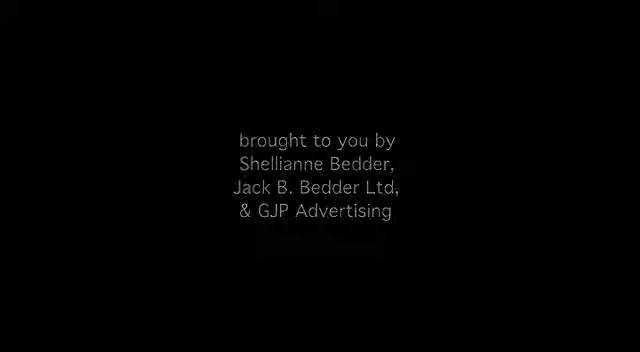 brought to you by
Shellianne Bedder,
Jack B. Bedder Ltd,
& GJP Advertising